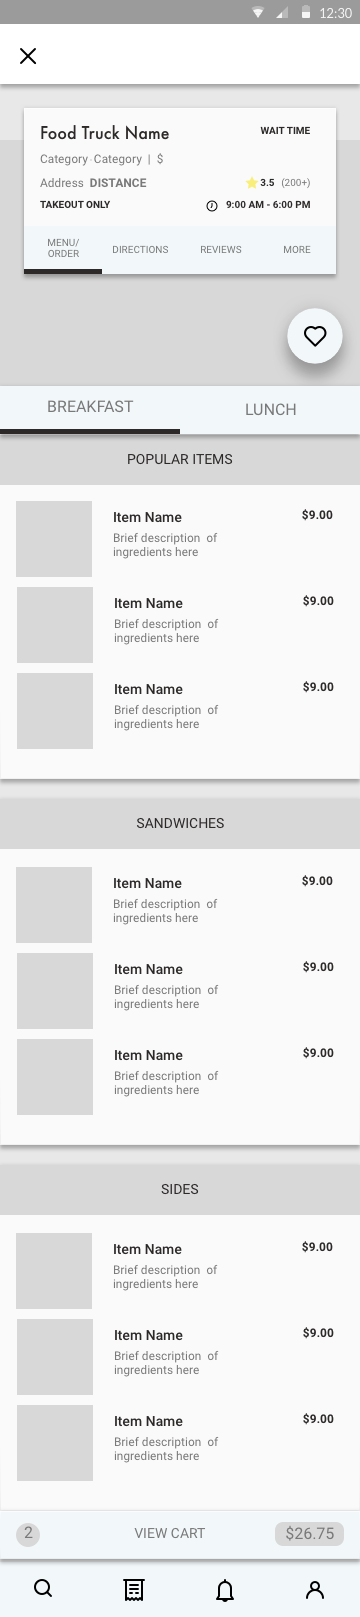 12:30
Food Truck Name
WAIT TIME
Category · Category | $
Address DISTANCE
3.5 (200+)
TAKEOUT ONLY
9:00 AM - 6:00 PM
MENU/
ORDER
DIRECTIONS
REVIEWS
MORE
BREAKFAST
LUNCH
POPULAR ITEMS
Item Name
$9.00
Brief description of
ingredients here
Item Name
$9.00
Brief description of
ingredients here
Item Name
$9.00
Brief description of
ingredients here
SANDWICHES
Item Name
$9.00
Brief description of
ingredients here
Item Name
$9.00
Brief description of
ingredients here
Item Name
$9.00
Brief description of
ingredients here
SIDES
Item Name
$9.00
Brief description of
ingredients here
Item Name
$9.00
Brief description of
ingredients here
Item Name
$9.00
Brief description of
ingredients here
2
VIEW CART
$26.75